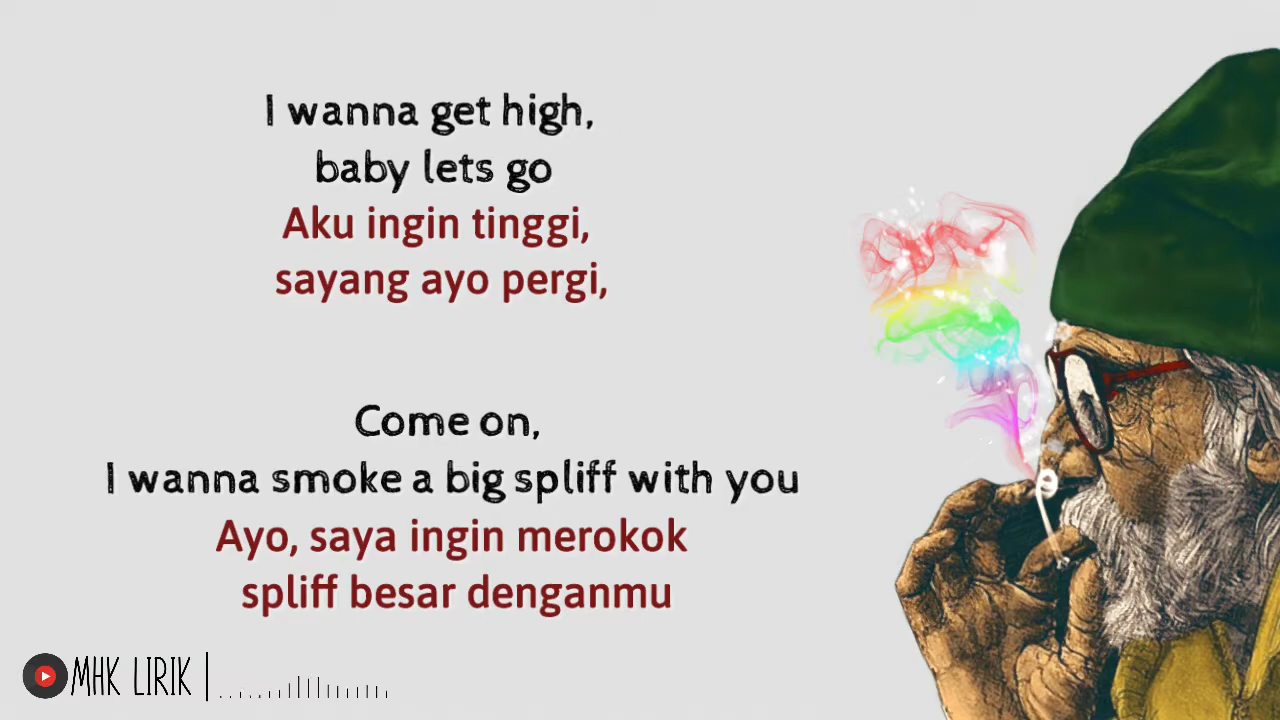 I wanna get high,
baby lets go
Aku ingin tinggi,
sayang ayo pergi,
Come on,
I wanna smoke a big spliff with you
Ayo, saya ingin merokok
spliff besar denganmu
MHK LIRIK